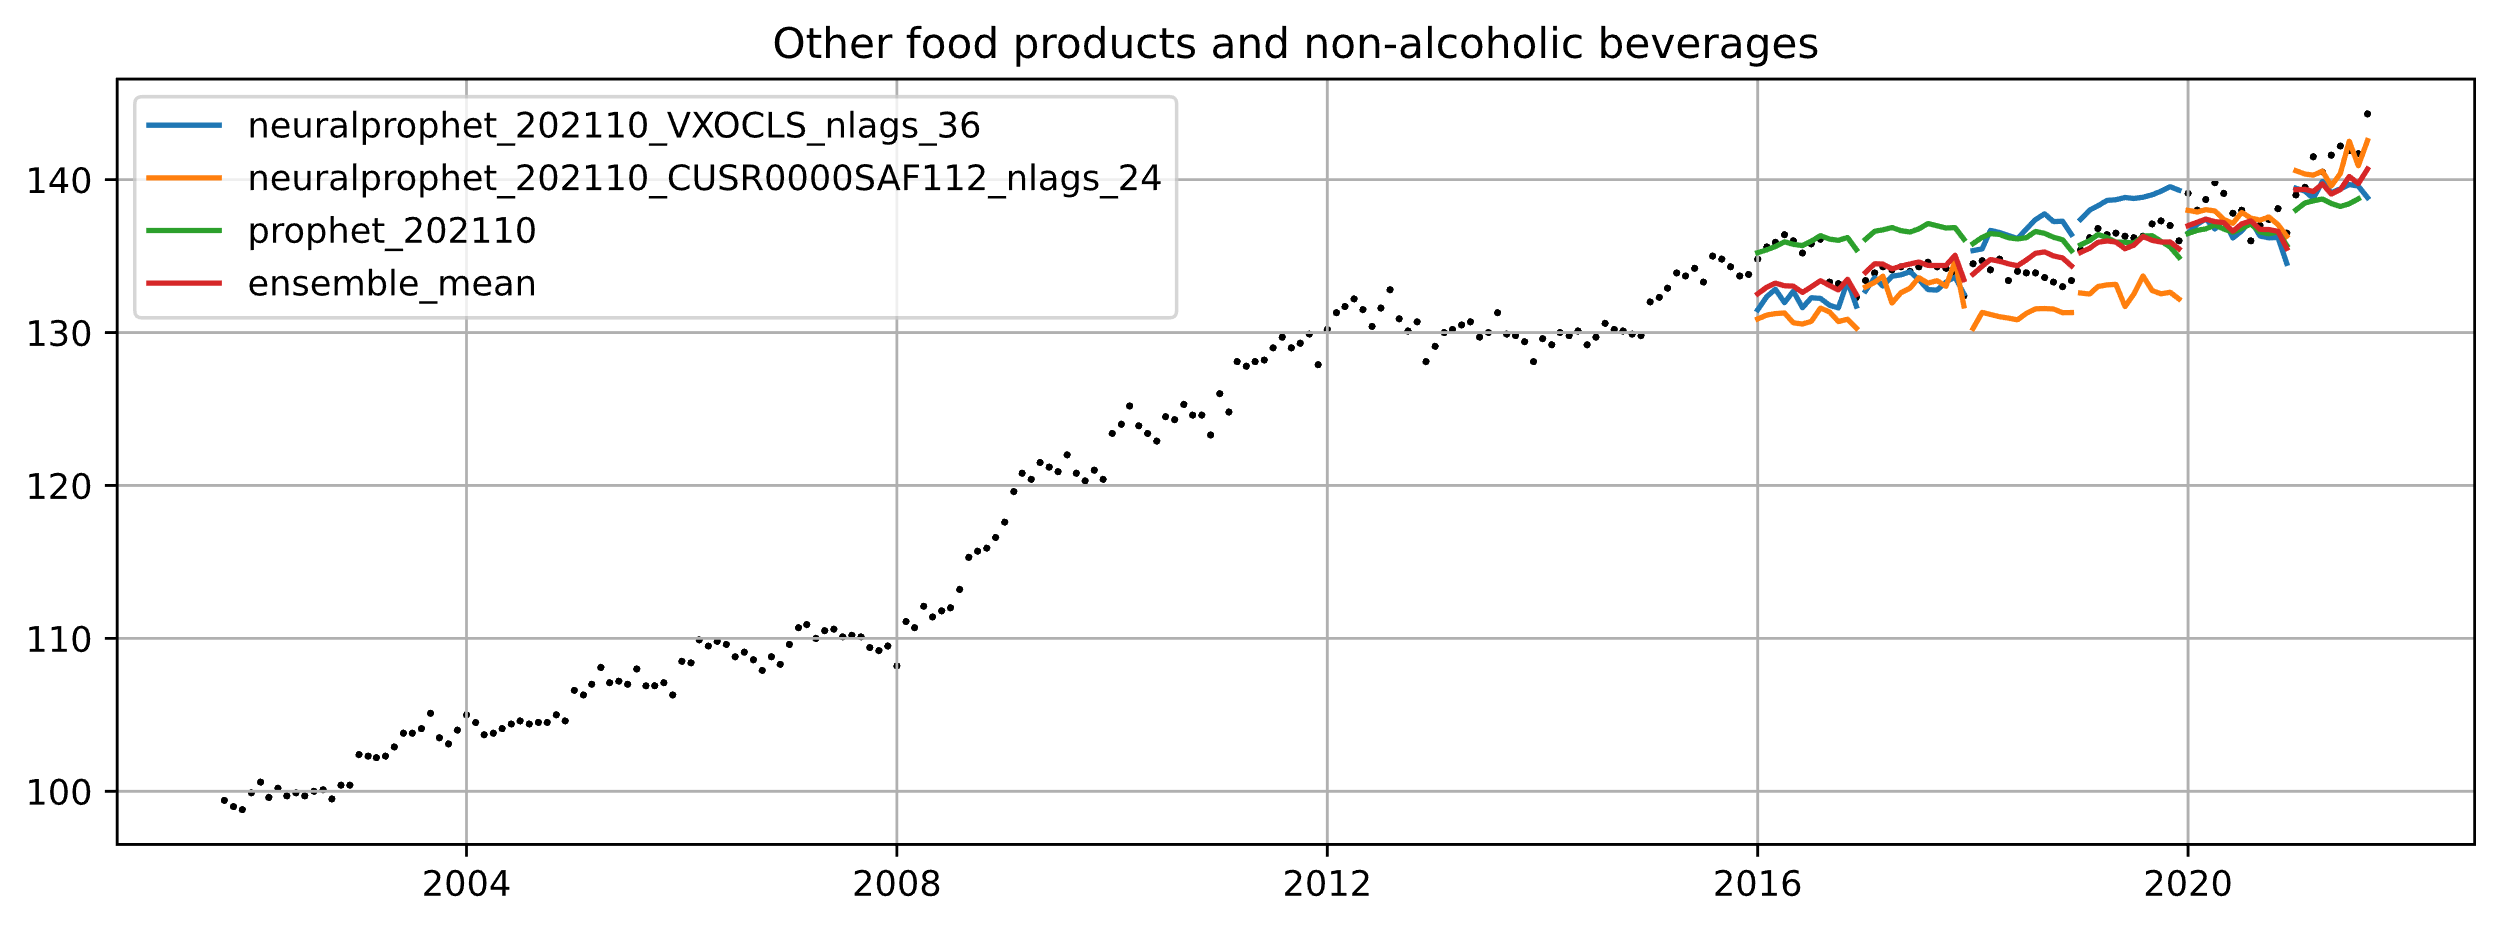 Other food products and non-alcoholic beverages
neuralprophet_202110_VXOCLS_nlags_36
neuralprophet_202110_CUSR0000SAF112_nlags_24
prophet_202110
ensemble_mean
140
130
120
110
100
2004 2008 2012 2016 2020